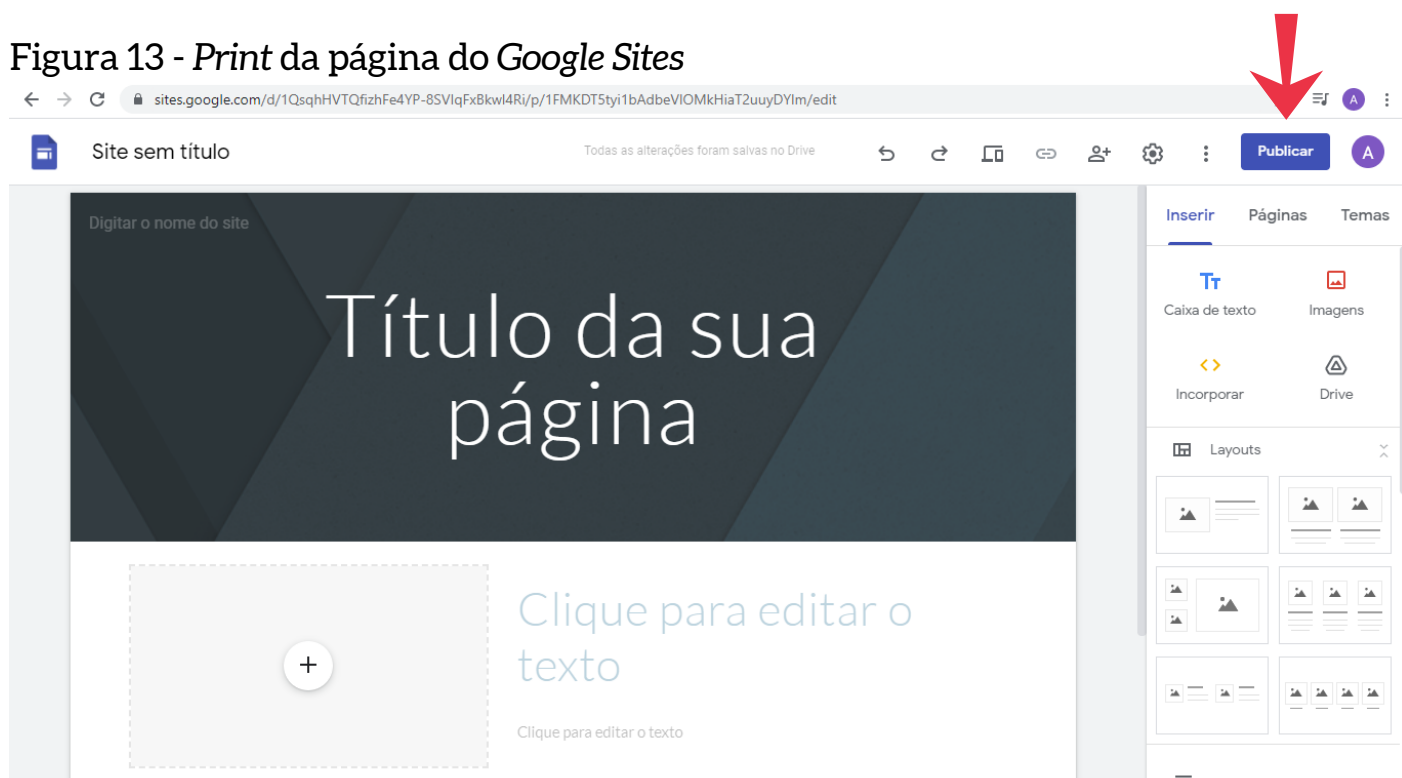 Figura 13 - Print da página do Google Sites
sites.google.com/d/1QsqhHVTQfizhFe4YP-8SVIqFxBkwl4Ri/p/1FMKDT5tyi1bAdbeVIOMkHiaT2uuyDYlm/edit
A
Site sem título
Todas as alterações foram salvas no Drive
Publicar
A
Digitar o nome do site
Título da sua
página
Inserir Páginas Temas
Caixa de texto Imagens
Incorporar Drive
Layouts
Clique para editar o
texto
Clique para editar o texto